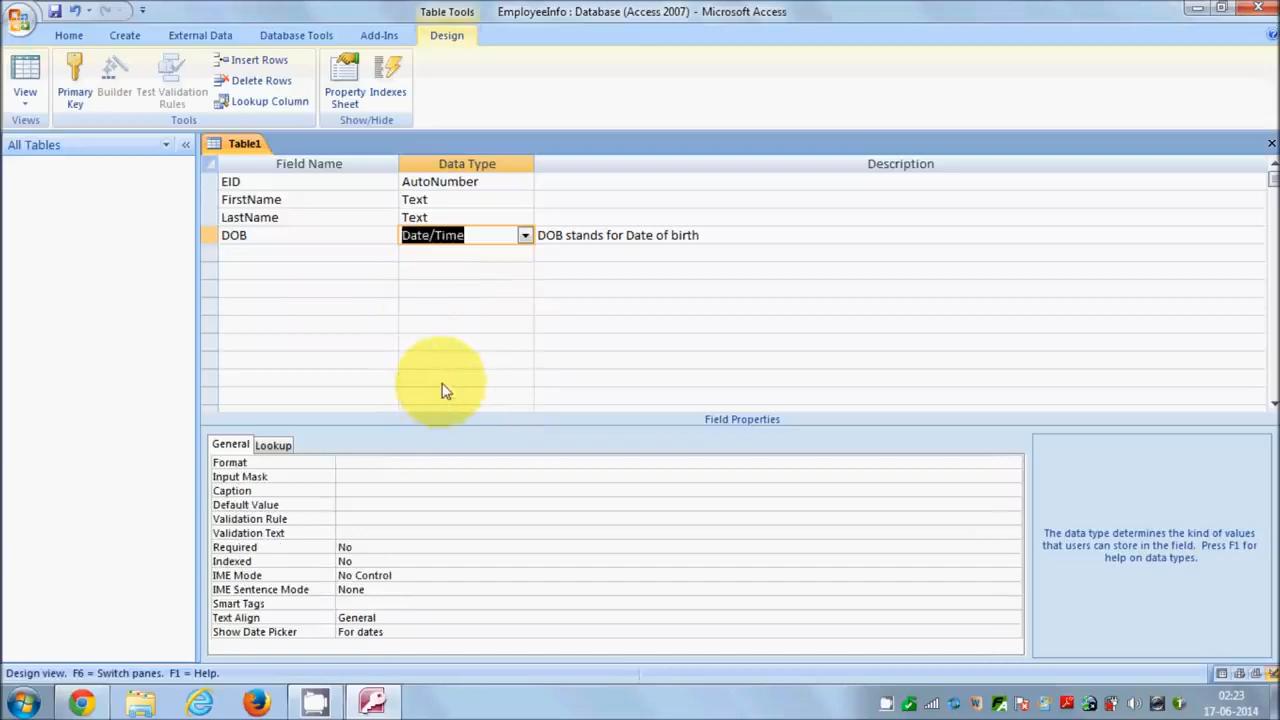 Table Tools
EmployeeInfo : Database (Access 2007) - Microsoft Access
Home
Create
External Data
Database Tools
Add-Ins
Design
View
Primary Key
Builder
Test Validation Rules
Insert Rows
Delete Rows
Lookup Column
Property Sheet
Indexes
Views
Tools
Show/Hide
All Tables
Table1
Field Name
Data Type
Description
EID
AutoNumber
FirstName
Text
LastName
Text
DOB
Date/Time
DOB stands for Date of birth
Field Properties
General
Lookup
Format
Input Mask
Caption
Default Value
Validation Rule
Validation Text
Required
No
Indexed
No
IME Mode
No Control
IME Sentence Mode
None
Smart Tags
Text Align
General
Show Date Picker
For dates
The data type determines the kind of values
that users can store in the field. Press F1 for
help on data types.
Design view. F6 = Switch panes. F1 = Help.
02:23
17-06-2014